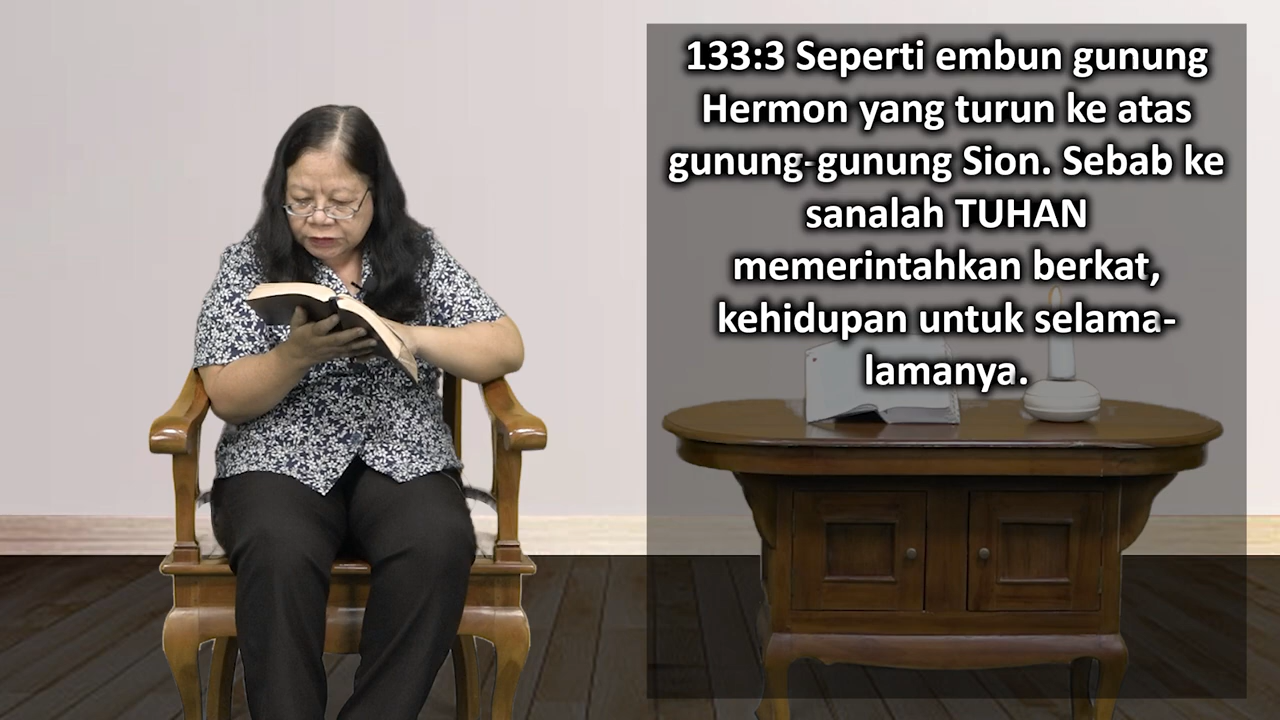 133:3 Seperti embun gunung
Hermon yang turun ke atas
gunung-gunung Sion. Sebab ke
sanalah TUHAN
memerintahkan berkat,
kehidupan untuk selama-
lamanya.